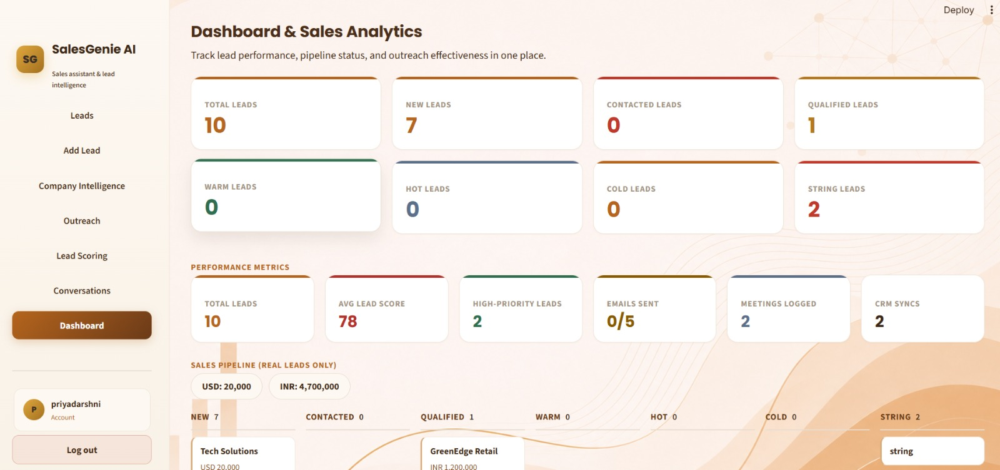 Deploy
SG
SalesGenie AI
Sales assistant & lead
intelligence
Leads
Add Lead
Company Intelligence
Outreach
Lead Scoring
Conversations
Dashboard
P
priyadarshni
Account
Log out
Dashboard & Sales Analytics
Track lead performance, pipeline status, and outreach effectiveness in one place.
TOTAL LEADS
10
NEW LEADS
7
CONTACTED LEADS
0
QUALIFIED LEADS
1
WARM LEADS
0
HOT LEADS
0
COLD LEADS
0
STRING LEADS
2
PERFORMANCE METRICS
TOTAL LEADS
10
AVG LEAD SCORE
78
HIGH-PRIORITY LEADS
2
EMAILS SENT
0/5
MEETINGS LOGGED
2
CRM SYNCS
2
SALES PIPELINE (REAL LEADS ONLY)
USD: 20,000
INR: 4,700,000
NEW 7
CONTACTED 0
QUALIFIED 1
WARM 0
HOT 0
COLD 0
STRING 2
Tech Solutions
USD 20,000
GreenEdge Retail
INR 1,200,000
string